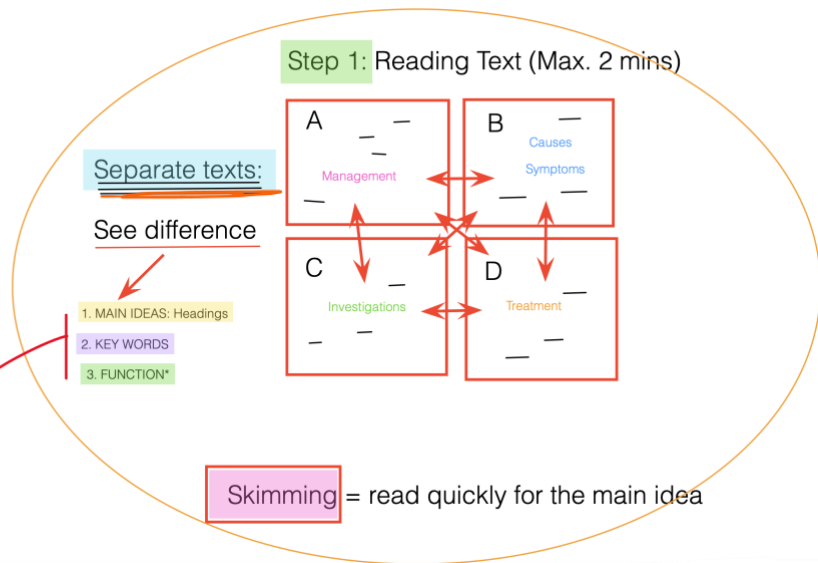 Step 1: Reading Text (Max. 2 mins)
A
B
Causes
Symptoms
Management
Separate texts:
See difference
C
D
Investigations
Treatment
1. MAIN IDEAS: Headings
2. KEY WORDS
3. FUNCTION*
Skimming = read quickly for the main idea